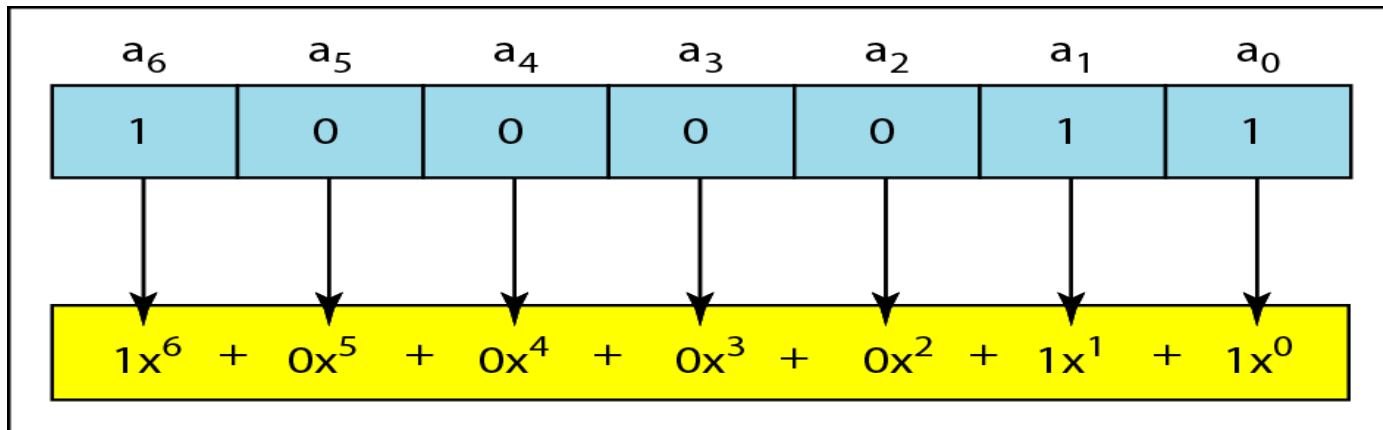 a₆ a₅ a₄ a₃ a₂ a₁ a₀
1 0 0 0 0 1 1
1x⁶ + 0x⁵ + 0x⁴ + 0x³ + 0x² + 1x¹ + 1x⁰